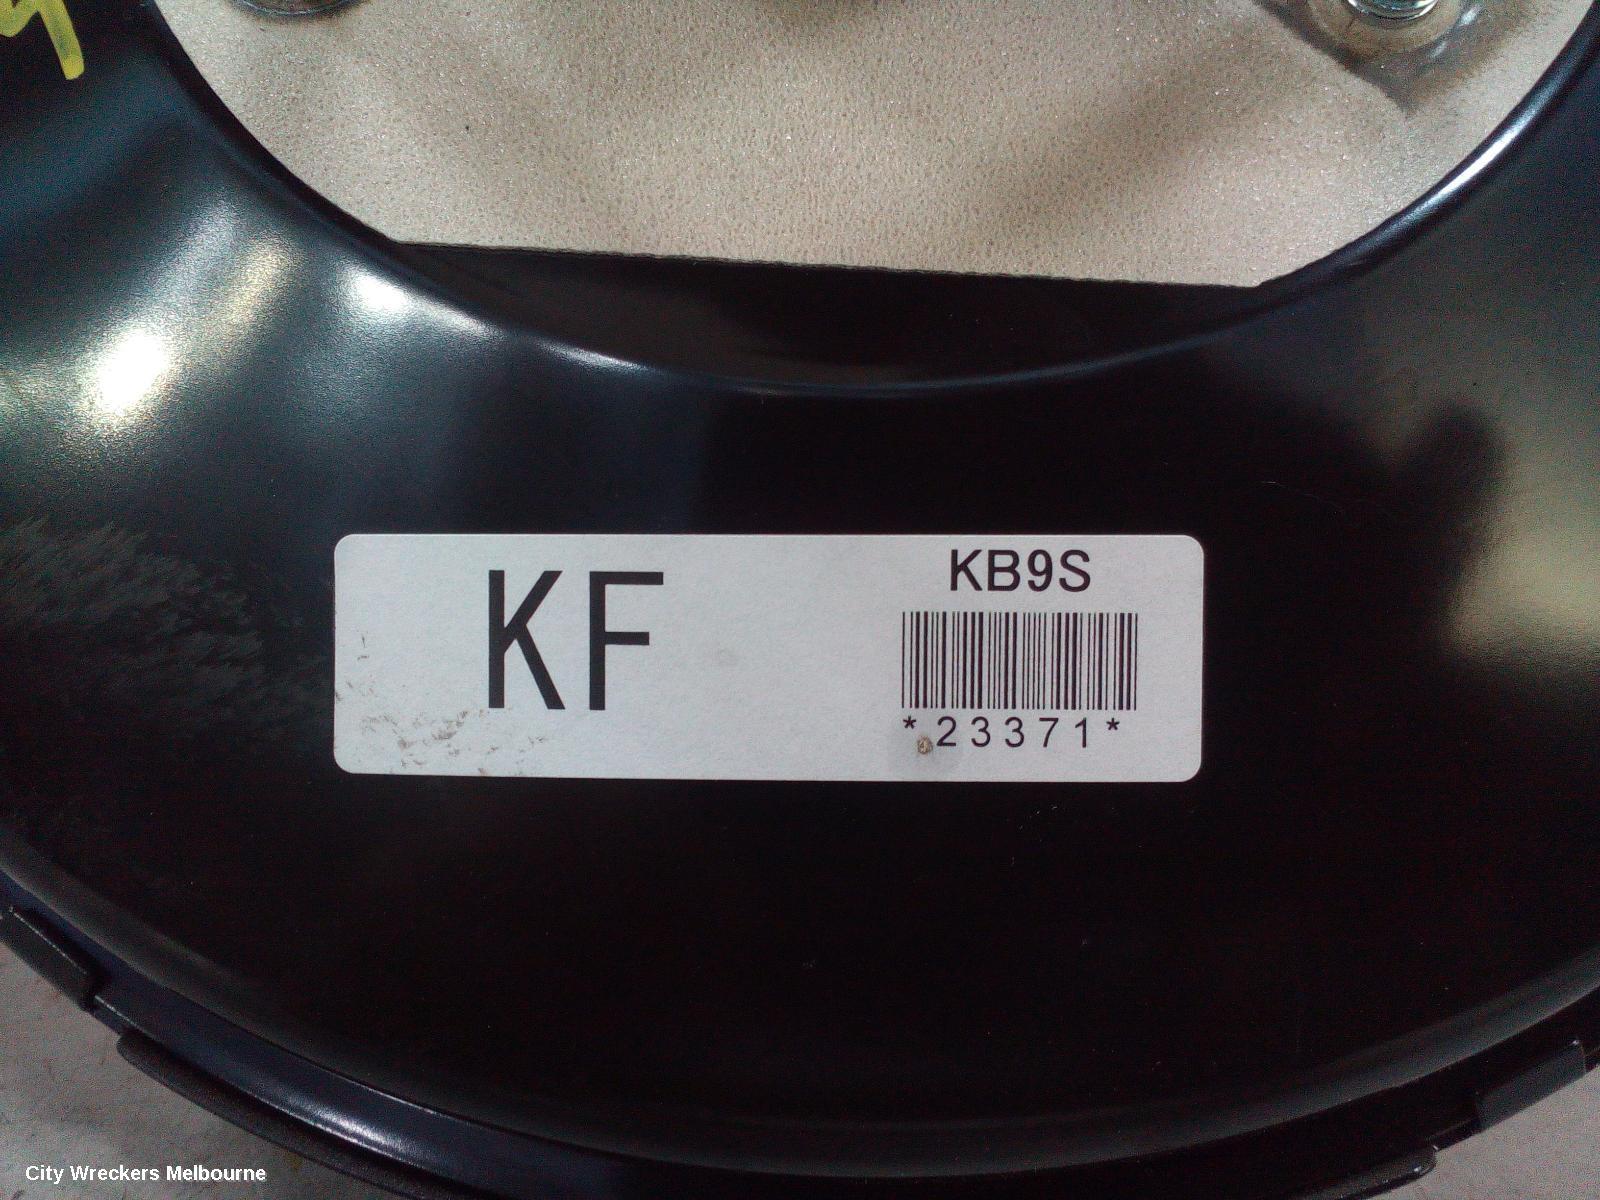 KF
KB9S
*23371*
City Wreckers Melbourne